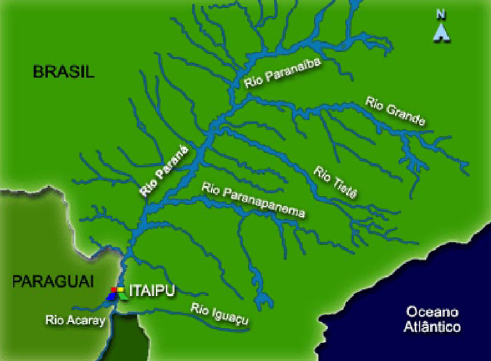 N
BRASIL
Rio Paranaíba
Rio Grande
Rio Paraná
Rio Tietê
Rio Paranapanema
PARAGUAI
ITAIPU
Rio Acaray
Rio Iguaçu
Oceano
Atlântico